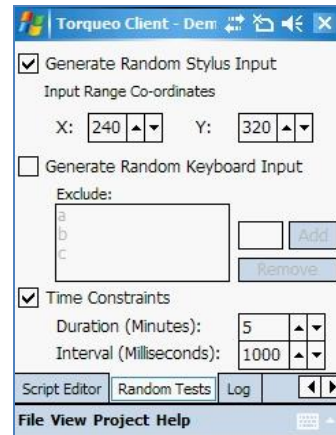 Torqueo Client - Dem
Generate Random Stylus Input
Input Range Co-ordinates
X: 240 Y: 320
Generate Random Keyboard Input
Exclude:
a
b
c
Add
Remove
Time Constraints
Duration (Minutes): 5
Interval (Milliseconds): 1000
Script Editor Random Tests Log
File View Project Help